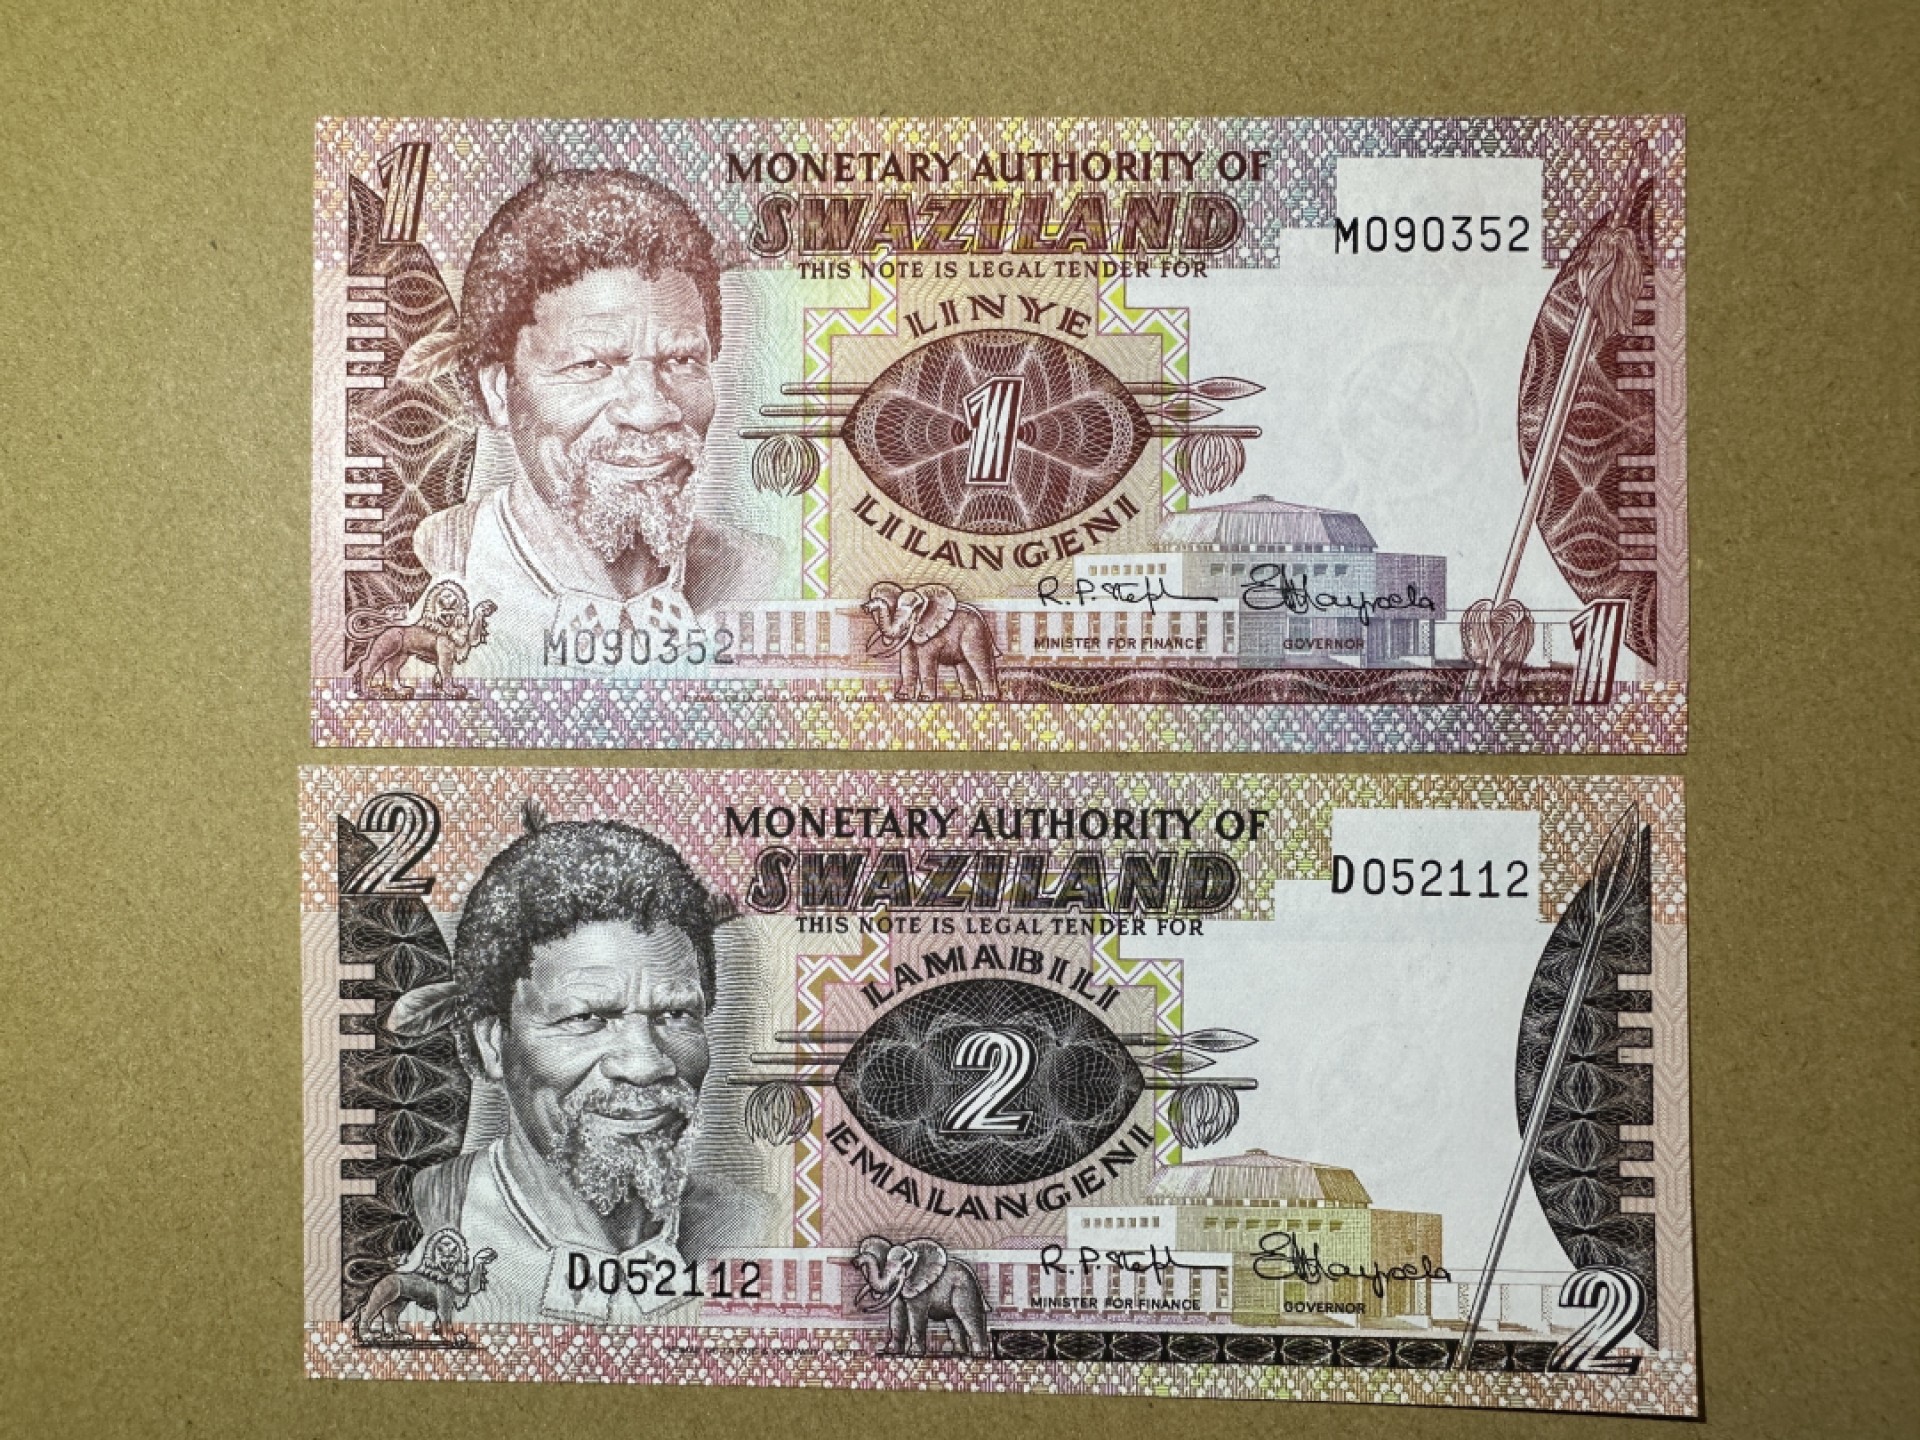 1
MONETARY AUTHORITY OF
SWAZILAND
THIS NOTE IS LEGAL TENDER FOR
M090352
LINYE
1
LILANGENI
R.P. Steph
MINISTER FOR FINANCE
GOVERNOR
M090352
1
2
MONETARY AUTHORITY OF
SWAZILAND
THIS NOTE IS LEGAL TENDER FOR
D052112
LAMABILI
2
EMALANGENI
R.P. Steph
MINISTER FOR FINANCE
GOVERNOR
D052112
2